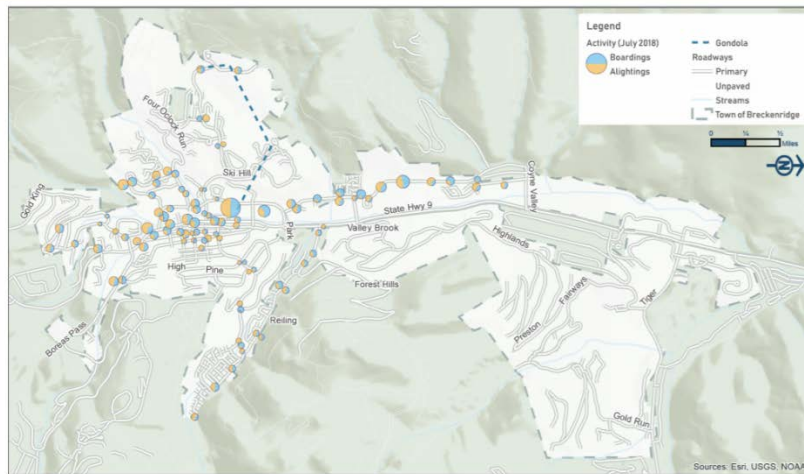 Legend
Activity (July 2018)
Boardings
Alightings
Gondola
Roadways
Primary
Unpaved
Streams
Town of Breckenridge
0
Miles
N
Four Oclock Run
Ski Hill
Gold King
Coyne Valley
State Hwy 9
Park
Valley Brook
Highlands
High
Pine
Forest Hills
Fairways
Tiger
Preston
Reiling
Boreas Pass
Gold Run
Sources: Esri, USGS, NOAA